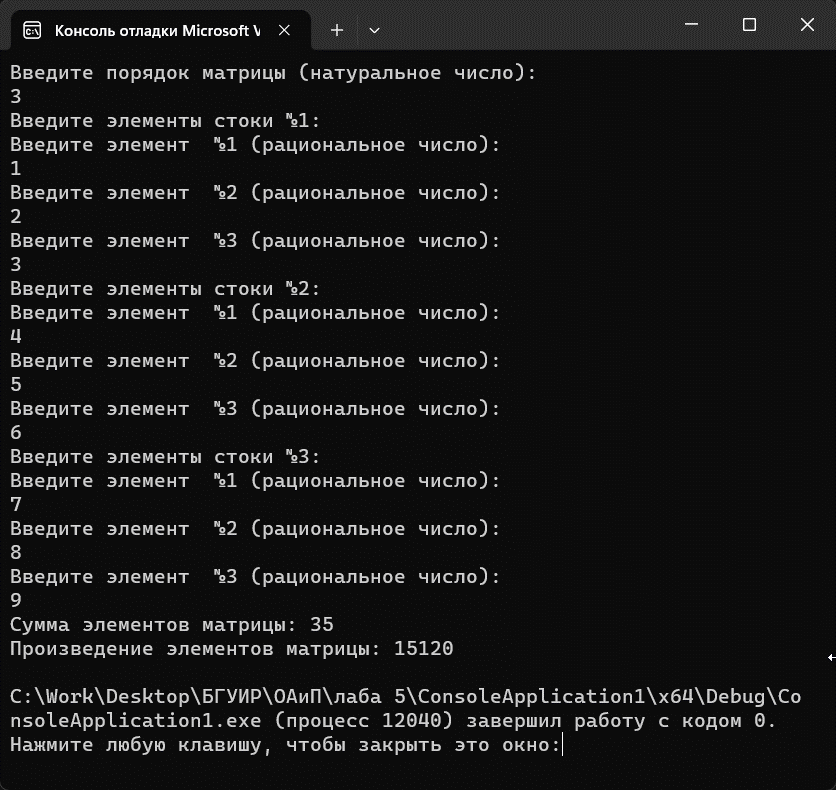 Консоль отладки Microsoft V
Введите порядок матрицы (натуральное число):
3
Введите элементы стоки №1:
Введите элемент  №1 (рациональное число):
1
Введите элемент  №2 (рациональное число):
2
Введите элемент  №3 (рациональное число):
3
Введите элементы стоки №2:
Введите элемент  №1 (рациональное число):
4
Введите элемент  №2 (рациональное число):
5
Введите элемент  №3 (рациональное число):
6
Введите элементы стоки №3:
Введите элемент  №1 (рациональное число):
7
Введите элемент  №2 (рациональное число):
8
Введите элемент  №3 (рациональное число):
9
Сумма элементов матрицы: 35
Произведение элементов матрицы: 15120
C:\Work\Desktop\БГУИР\ОАиП\лаба 5\ConsoleApplication1\x64\Debug\Co
nsoleApplication1.exe (процесс 12040) завершил работу с кодом 0.
Нажмите любую клавишу, чтобы закрыть это окно: